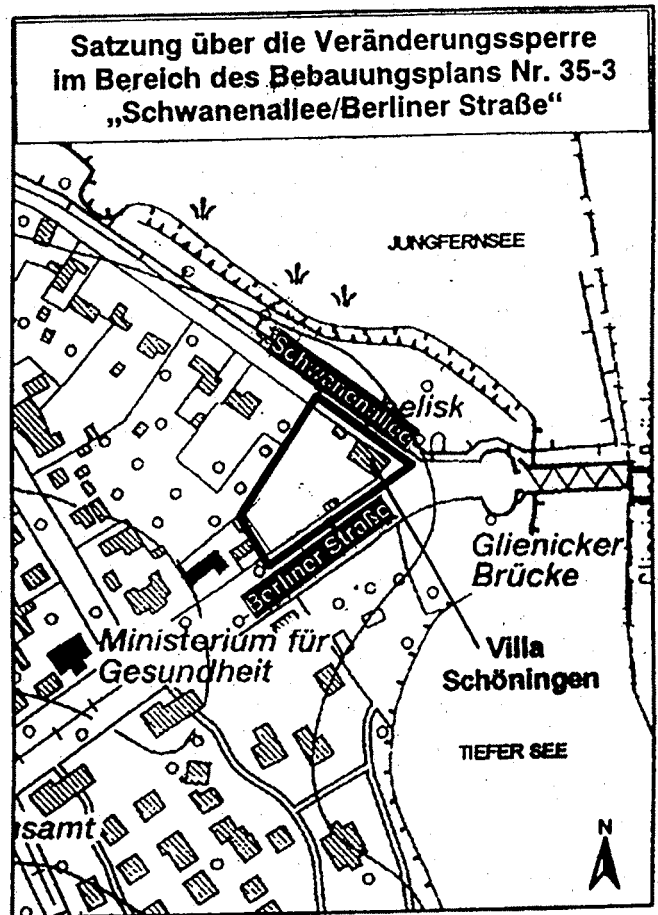 Satzung über die Veränderungssperre
im Bereich des Bebauungsplans Nr. 35-3
„Schwanenallee/Berliner Straße“
JUNGFERNSEE
Schwanenallee
elisk
Berliner Straße
Glienicker
Brücke
Ministerium für
Gesundheit
Villa
Schöningen
TIEFER SEE
samt
N